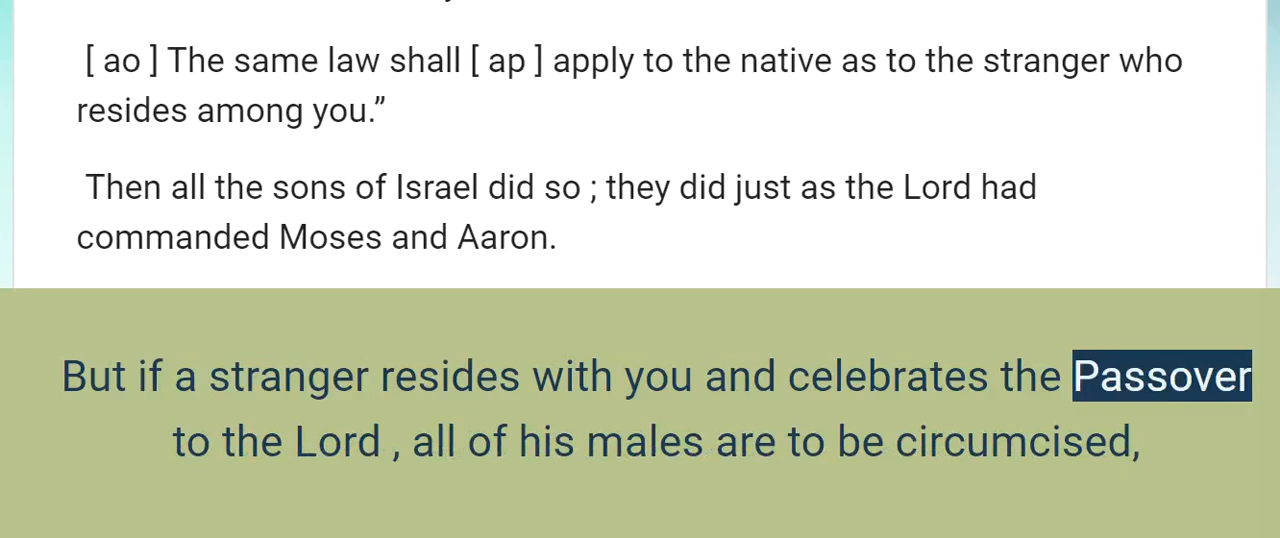 [ ao ] The same law shall [ ap ] apply to the native as to the stranger who
resides among you.”
Then all the sons of Israel did so ; they did just as the Lord had
commanded Moses and Aaron.
But if a stranger resides with you and celebrates the Passover
to the Lord , all of his males are to be circumcised,